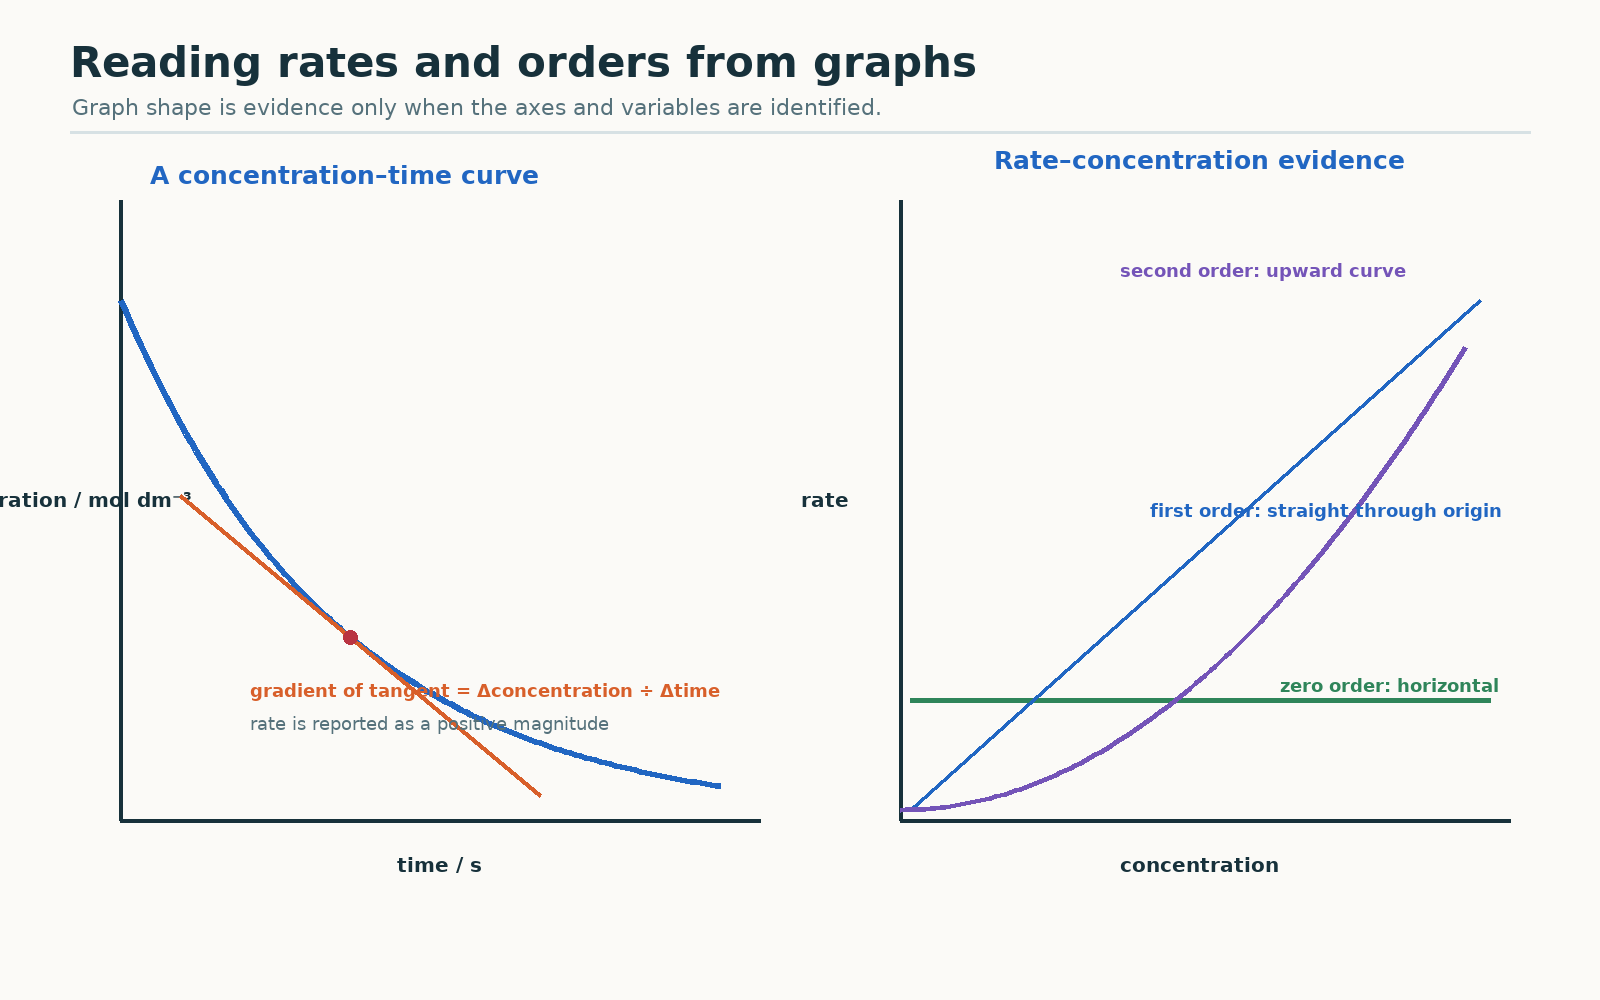 Reading rates and orders from graphs
Graph shape is evidence only when the axes and variables are identified.
A concentration–time curve
ration / mol dm⁻³
gradient of tangent = Δconcentration ÷ Δtime
rate is reported as a positive magnitude
time / s
Rate–concentration evidence
second order: upward curve
rate
first order: straight through origin
zero order: horizontal
concentration